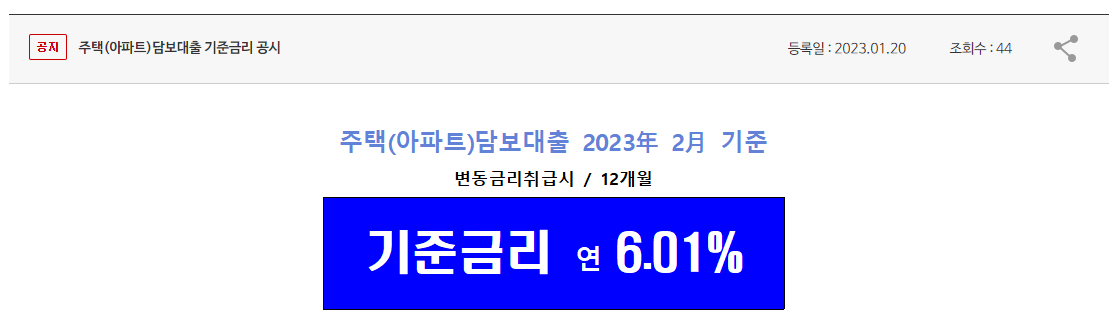 공지 주택(아파트)담보대출 기준금리 공시 등록일 : 2023.01.20 조회수 : 44
주택(아파트)담보대출 2023年 2月 기준
변동금리취급시 / 12개월
기준금리 연 6.01%